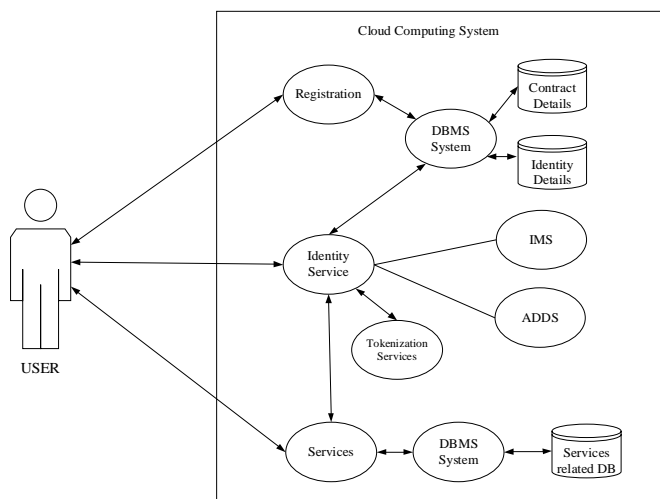 Cloud Computing System
Registration
Contract
Details
DBMS
System
Identity
Details
IMS
Identity
Service
ADDS
Tokenization
Services
USER
Services
DBMS
System
Services
related DB